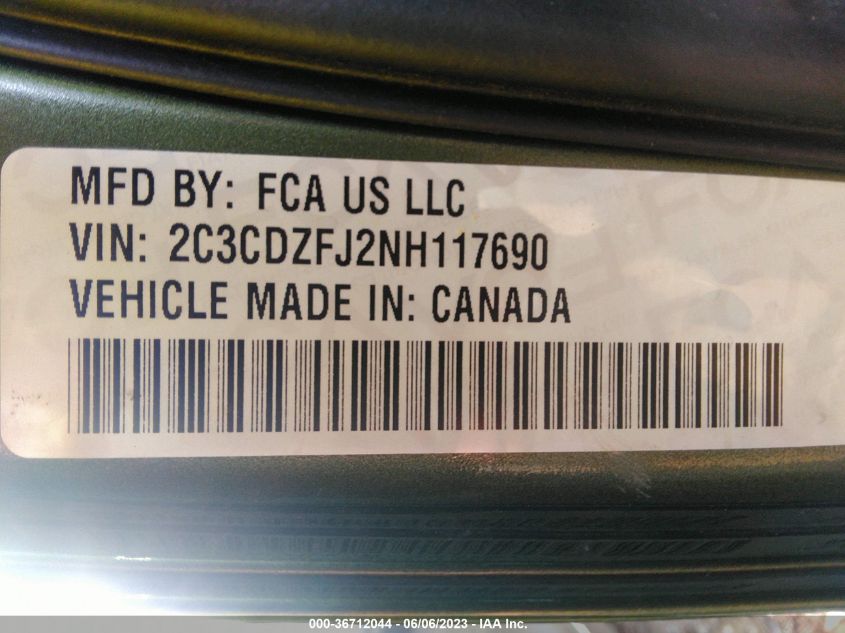 MFD BY: FCA US LLC
VIN: 2C3CDZFJ2NH117690
VEHICLE MADE IN: CANADA
000-36712044 - 06/06/2023 - IAA Inc.